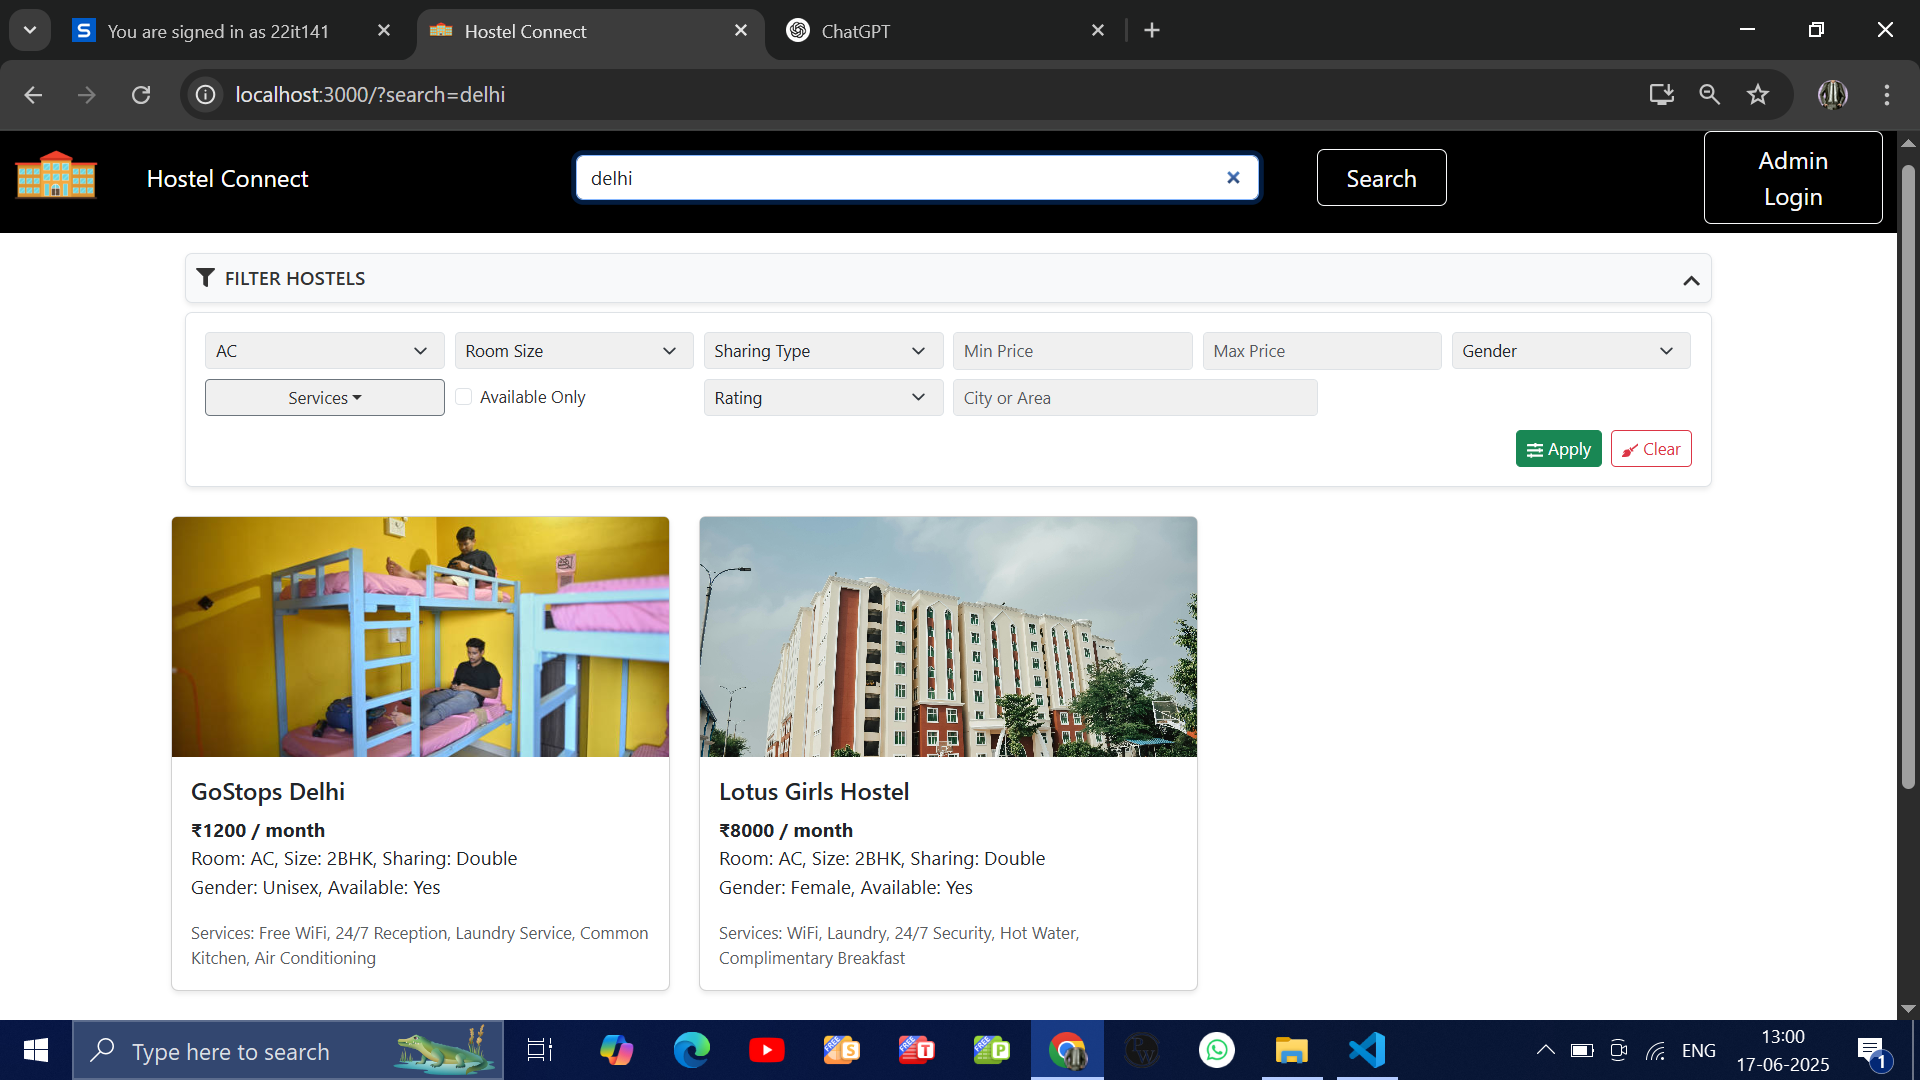 You are signed in as 22it141
Hostel Connect
ChatGPT
localhost:3000/?search=delhi
Hostel Connect
delhi
Search
Admin
Login
FILTER HOSTELS
AC
Room Size
Sharing Type
Min Price
Max Price
Gender
Services
Available Only
Rating
City or Area
Apply
Clear
GoStops Delhi
₹1200 / month
Room: AC, Size: 2BHK, Sharing: Double
Gender: Unisex, Available: Yes
Services: Free WiFi, 24/7 Reception, Laundry Service, Common
Kitchen, Air Conditioning
Lotus Girls Hostel
₹8000 / month
Room: AC, Size: 2BHK, Sharing: Double
Gender: Female, Available: Yes
Services: WiFi, Laundry, 24/7 Security, Hot Water,
Complimentary Breakfast
Type here to search
FREE
S
FREE
T
FREE
P
ENG
13:00
17-06-2025
1